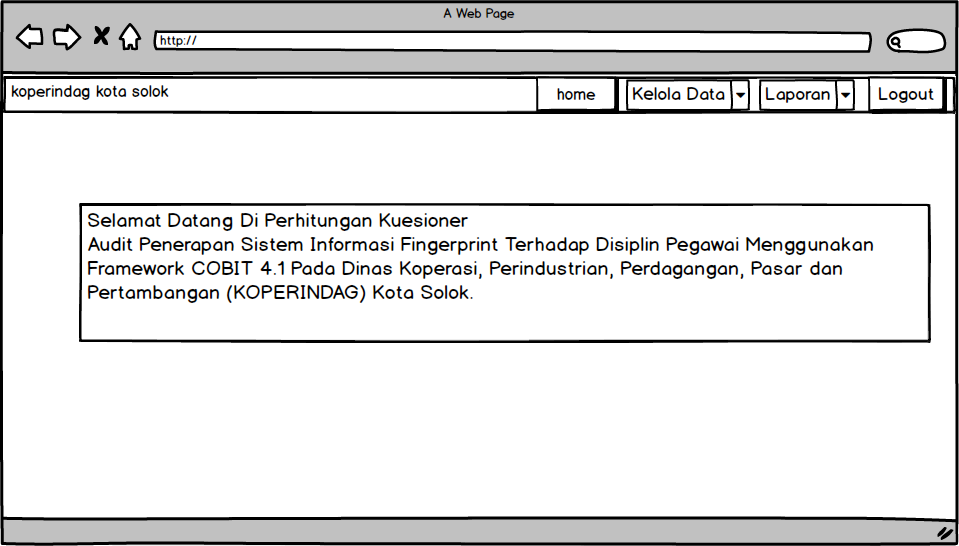 A Web Page
http://
koperindag kota solok
home
Kelola Data
Laporan
Logout
Selamat Datang Di Perhitungan Kuesioner
Audit Penerapan Sistem Informasi Fingerprint Terhadap Disiplin Pegawai Menggunakan
Framework COBIT 4.1 Pada Dinas Koperasi, Perindustrian, Perdagangan, Pasar dan
Pertambangan (KOPERINDAG) Kota Solok.